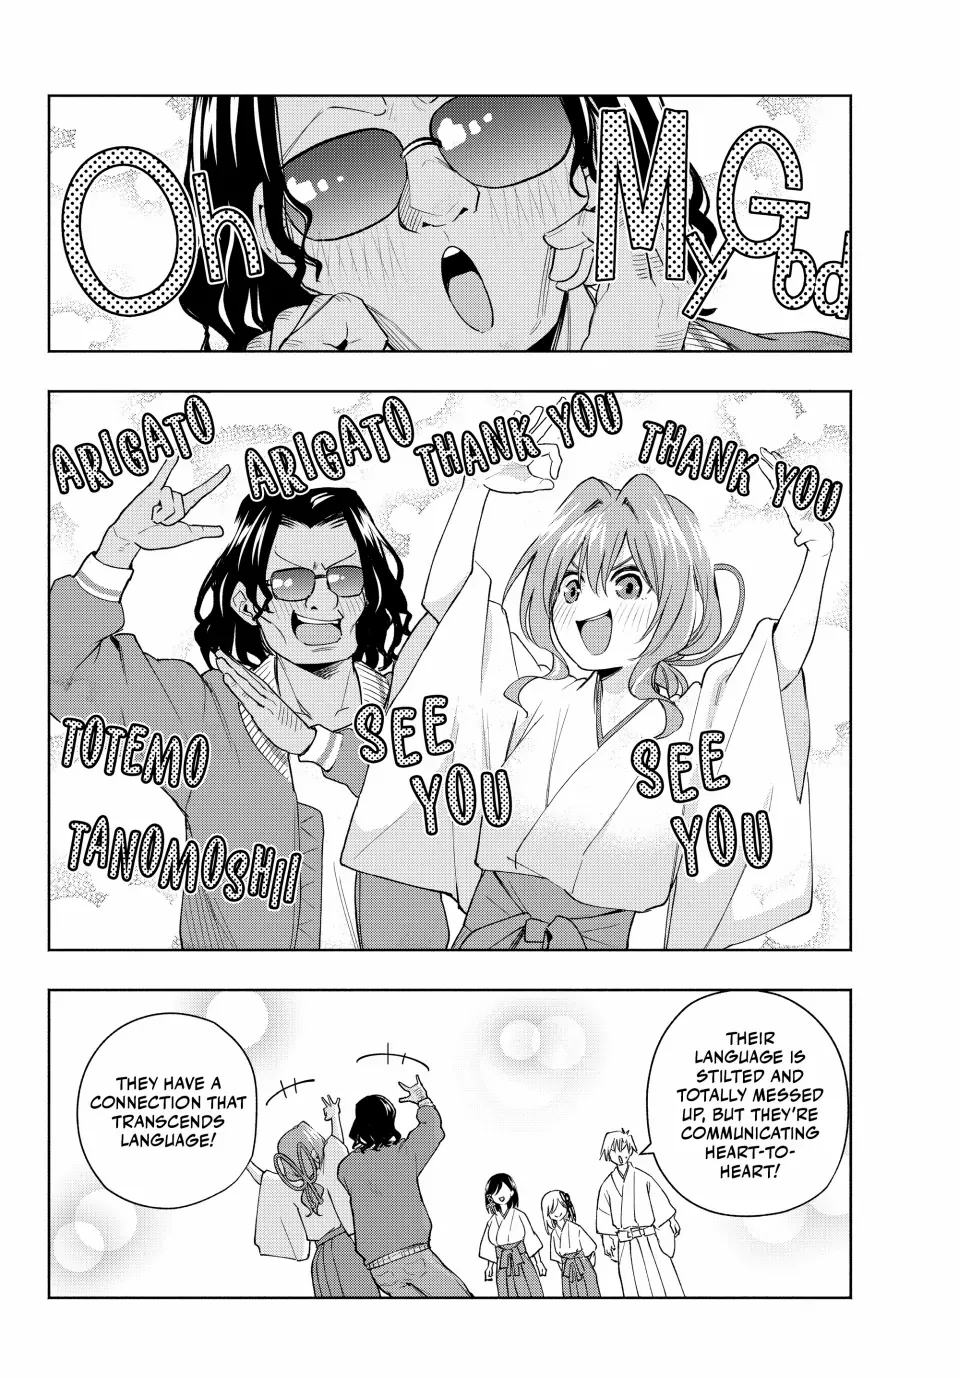 Oh
My God
ARIGATO
ARIGATO
THANK YOU
THANK YOU
TOTEMO
TANOMOSHII
SEE
YOU
SEE
YOU
THEIR
LANGUAGE IS
STILTED AND
TOTALLY MESSED
UP, BUT THEY'RE
COMMUNICATING
HEART-TO-
HEART!
THEY HAVE A
CONNECTION THAT
TRANSCENDS
LANGUAGE!